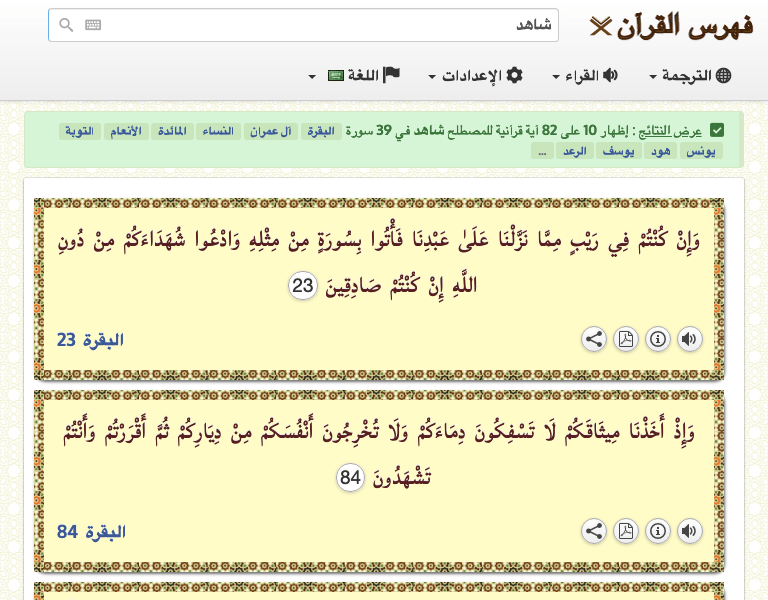 فهرس القرآن
شاهد
الترجمة القراء الإعدادات اللغة
عرض النتائج : إظهار 10 على 82 آية قرآنية للمصطلح شاهد في 39 سورة البقرة آل عمران النساء المائدة الأنعام التوبة
يونس هود يوسف الرعد ...
وَإِنْ كُنْتُمْ فِي رَيْبٍ مِمَّا نَزَّلْنَا عَلَىٰ عَبْدِنَا فَأْتُوا بِسُورَةٍ مِنْ مِثْلِهِ وَادْعُوا شُهَدَاءَكُمْ مِنْ دُونِ
اللَّهِ إِنْ كُنْتُمْ صَادِقِينَ 23
البقرة 23
وَإِذْ أَخَذْنَا مِيثَاقَكُمْ لَا تَسْفِكُونَ دِمَاءَكُمْ وَلَا تُخْرِجُونَ أَنْفُسَكُمْ مِنْ دِيَارِكُمْ ثُمَّ أَقْرَرْتُمْ وَأَنْتُمْ
تَشْهَدُونَ 84
البقرة 84